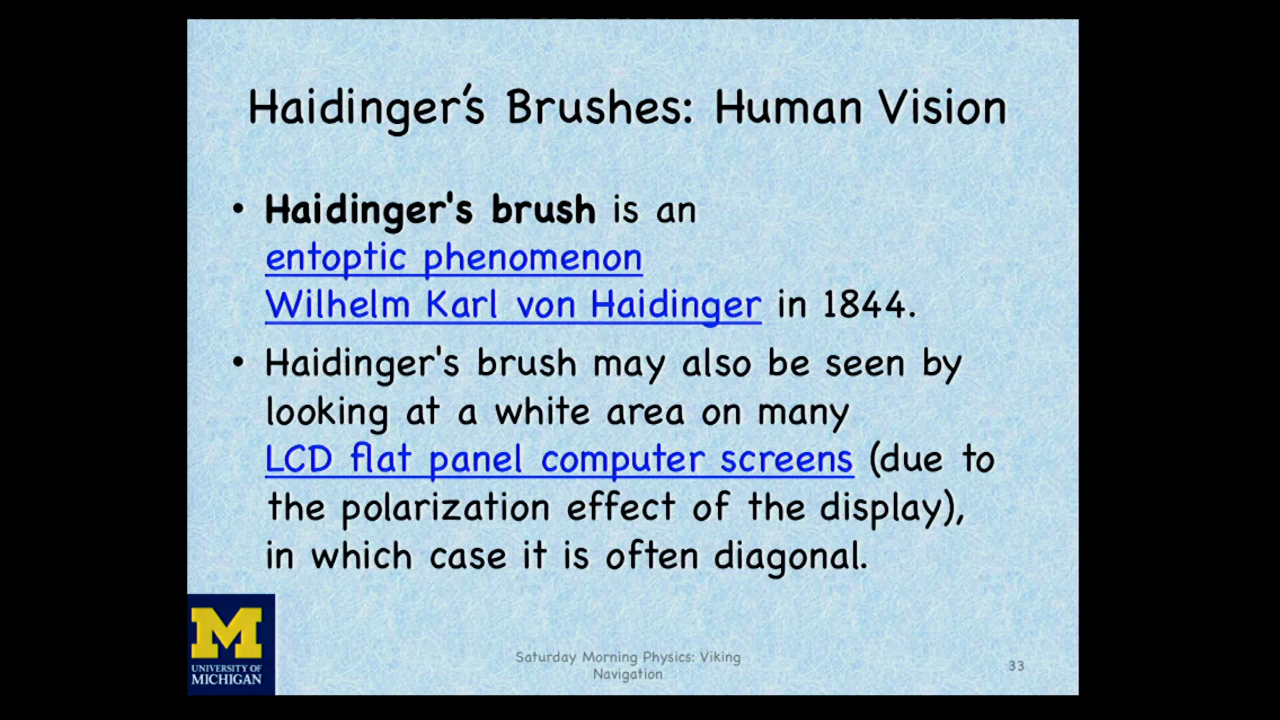 Haidinger’s Brushes: Human Vision
• Haidinger's brush is an
entoptic phenomenon
Wilhelm Karl von Haidinger in 1844.
• Haidinger's brush may also be seen by
looking at a white area on many
LCD flat panel computer screens (due to
the polarization effect of the display),
in which case it is often diagonal.
M
UNIVERSITY OF
MICHIGAN
Saturday Morning Physics: Viking
Navigation
33